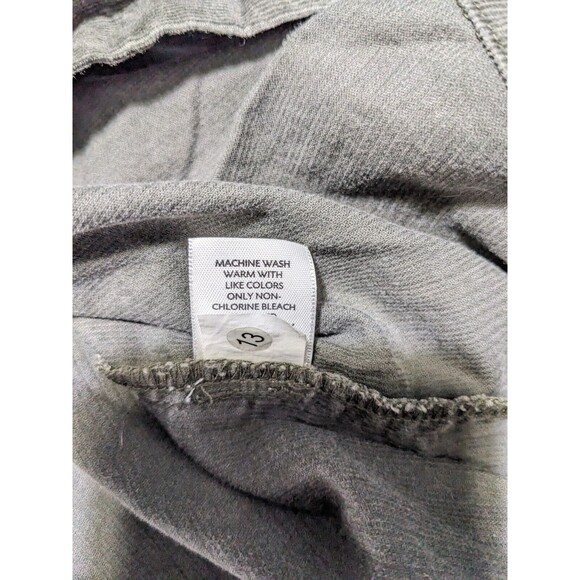 MACHINE WASH
WARM WITH
LIKE COLORS
ONLY NON-
CHLORINE BLEACH
13